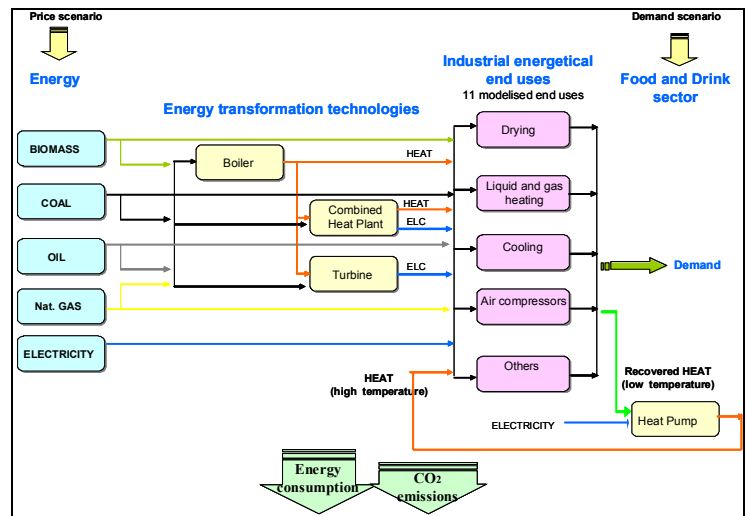 Price scenario
Demand scenario
Energy
Industrial energetical
end uses
11 modelised end uses
Food and Drink
sector
Energy transformation technologies
BIOMASS
COAL
OIL
Nat. GAS
ELECTRICITY
Boiler
HEAT
Combined
Heat Plant
HEAT
ELC
Turbine
ELC
Drying
Liquid and gas
heating
Cooling
Air compressors
Others
Demand
HEAT
(high temperature)
Recovered HEAT
(low temperature)
ELECTRICITY
Heat Pump
Energy
consumption
CO2
emissions